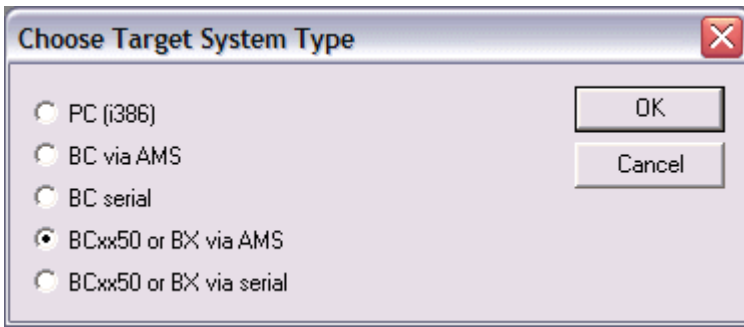 Choose Target System Type
PC (i386)
OK
BC via AMS
Cancel
BC serial
BCxx50 or BX via AMS
BCxx50 or BX via serial